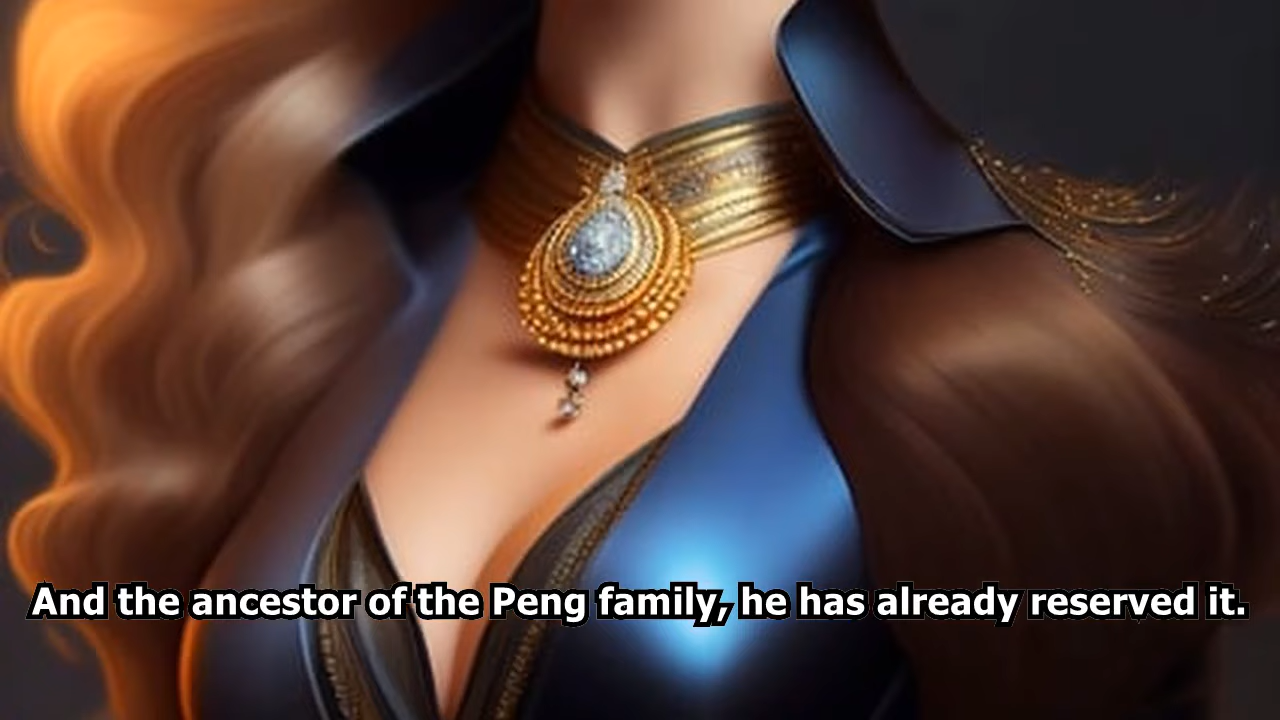 And the ancestor of the Peng family, he has already reserved it.